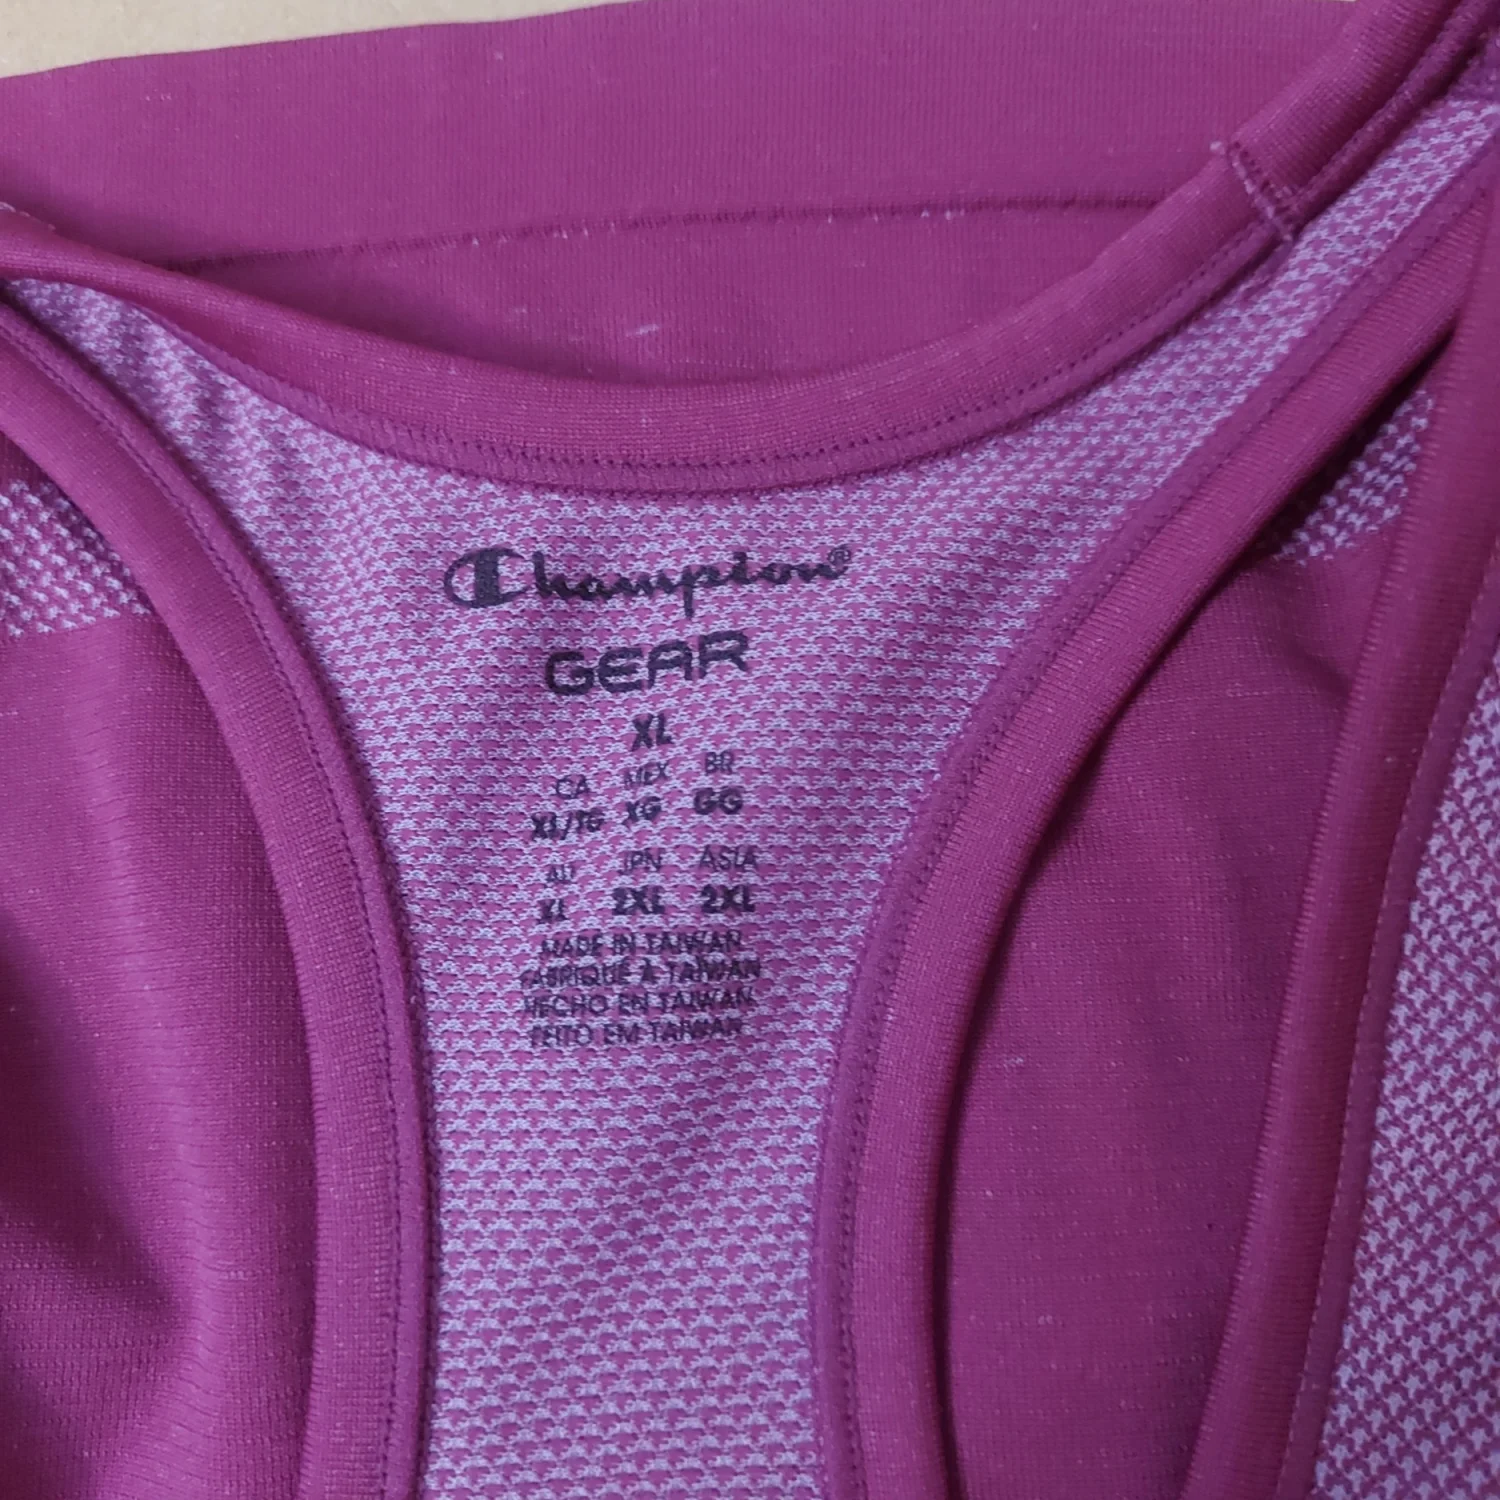 Champion®
GEAR
XL
CA MEX BR
XL/TG XG GG
AU JPN ASIA
XL 2XL 2XL
MADE IN TAIWAN
FABRIQUÉ À TAÏWAN
HECHO EN TAIWAN
FEITO EM TAIWAN